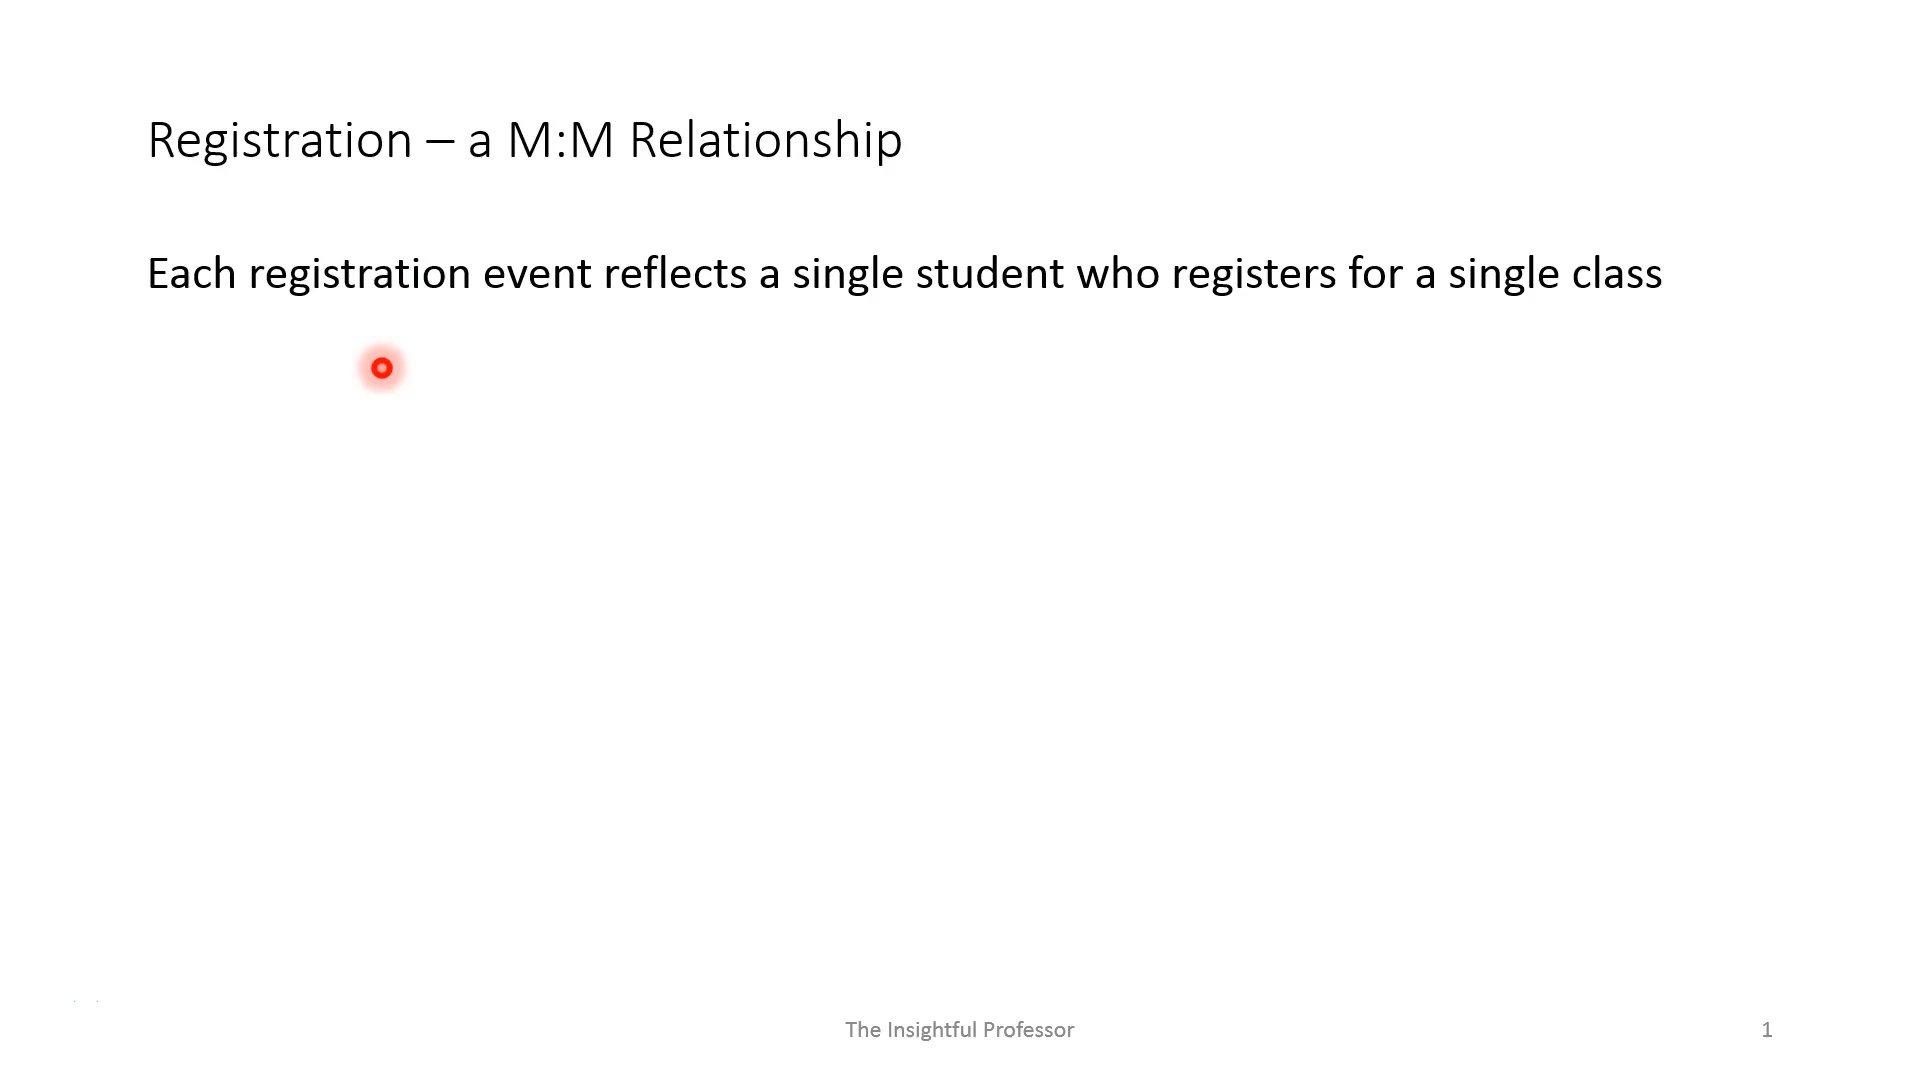 Registration – a M:M Relationship
Each registration event reflects a single student who registers for a single class
The Insightful Professor
1